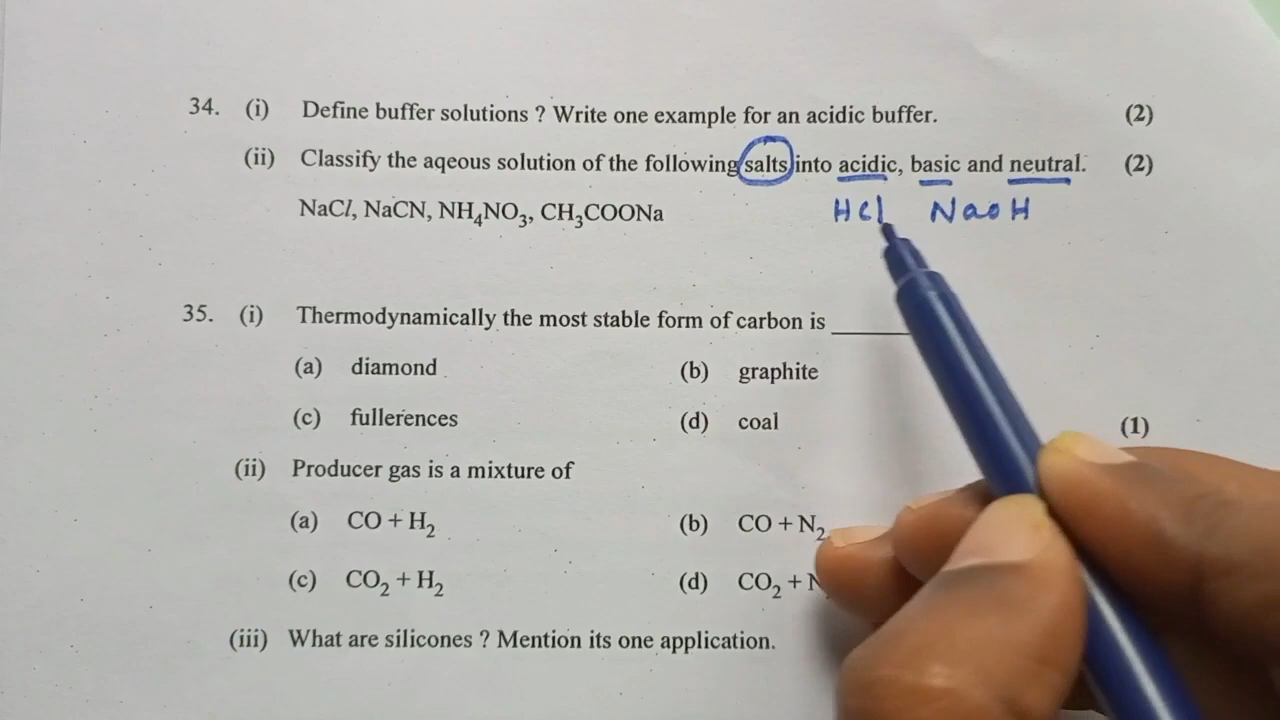 34. (i) Define buffer solutions ? Write one example for an acidic buffer. (2)
(ii) Classify the aqeous solution of the following salts into acidic, basic and neutral. (2)
NaCl, NaCN, NH₄NO₃, CH₃COONa HCl NaOH
35. (i) Thermodynamically the most stable form of carbon is ______
(a) diamond (b) graphite
(c) fullerences (d) coal (1)
(ii) Producer gas is a mixture of
(a) CO + H₂ (b) CO + N₂
(c) CO₂ + H₂ (d) CO₂ +
(iii) What are silicones ? Mention its one application.